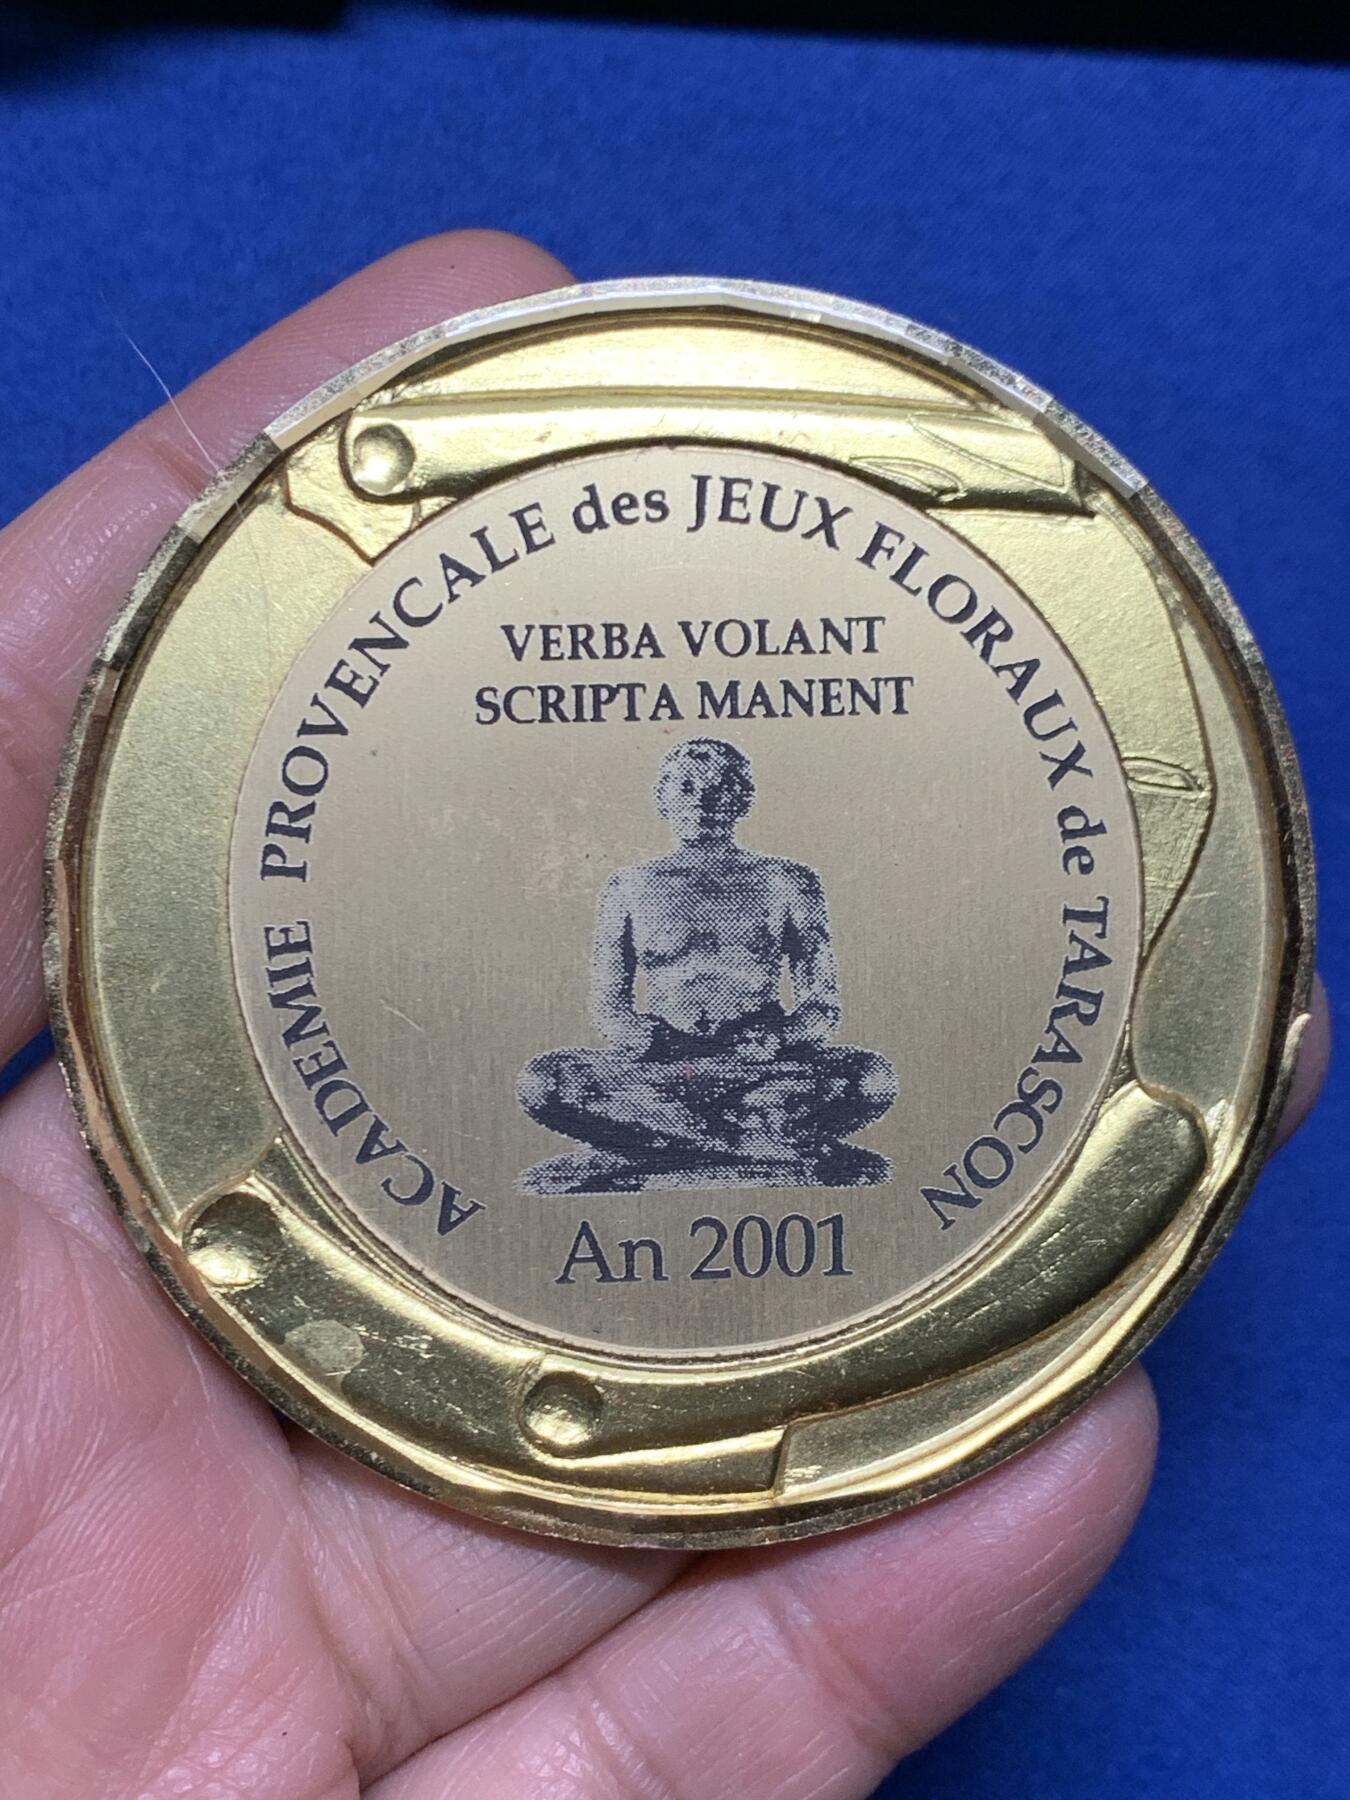 ACADEMIE PROVENCALE des JEUX FLORAUX de TARASCON
VERBA VOLANT
SCRIPTA MANENT
An 2001